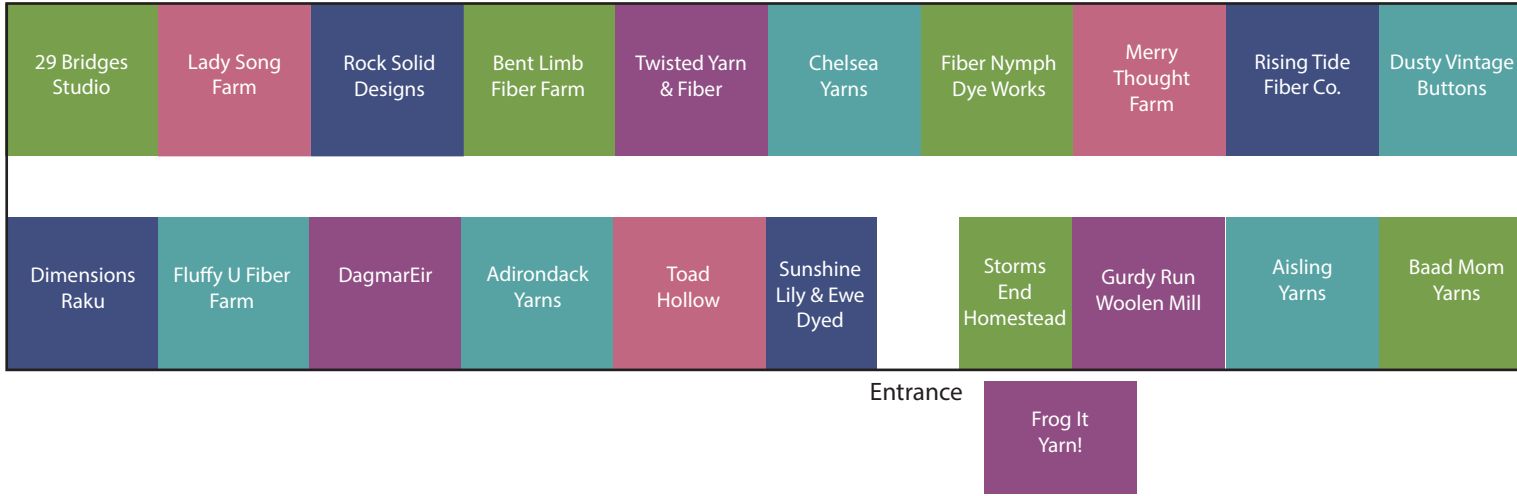 29 Bridges
Studio
Lady Song
Farm
Rock Solid
Designs
Bent Limb
Fiber Farm
Twisted Yarn
& Fiber
Chelsea
Yarns
Fiber Nymph
Dye Works
Merry
Thought
Farm
Rising Tide
Fiber Co.
Dusty Vintage
Buttons
Dimensions
Raku
Fluffy U Fiber
Farm
DagmarEir
Adirondack
Yarns
Toad
Hollow
Sunshine
Lily & Ewe
Dyed
Storms
End
Homestead
Gurdy Run
Woolen Mill
Aisling
Yarns
Baad Mom
Yarns
Entrance
Frog It
Yarn!